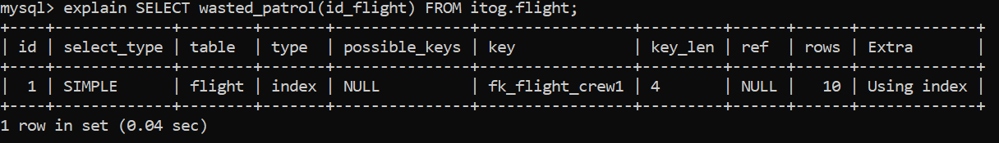 mysql> explain SELECT wasted_patrol(id_flight) FROM itog.flight;
+----+-------------+--------+-------+---------------+----------------+---------+------+------+-------------+
| id | select_type | table  | type  | possible_keys | key            | key_len | ref  | rows | Extra       |
+----+-------------+--------+-------+---------------+----------------+---------+------+------+-------------+
|  1 | SIMPLE      | flight | index | NULL          | fk_flight_crew1 | 4       | NULL |   10 | Using index |
+----+-------------+--------+-------+---------------+----------------+---------+------+------+-------------+
1 row in set (0.04 sec)